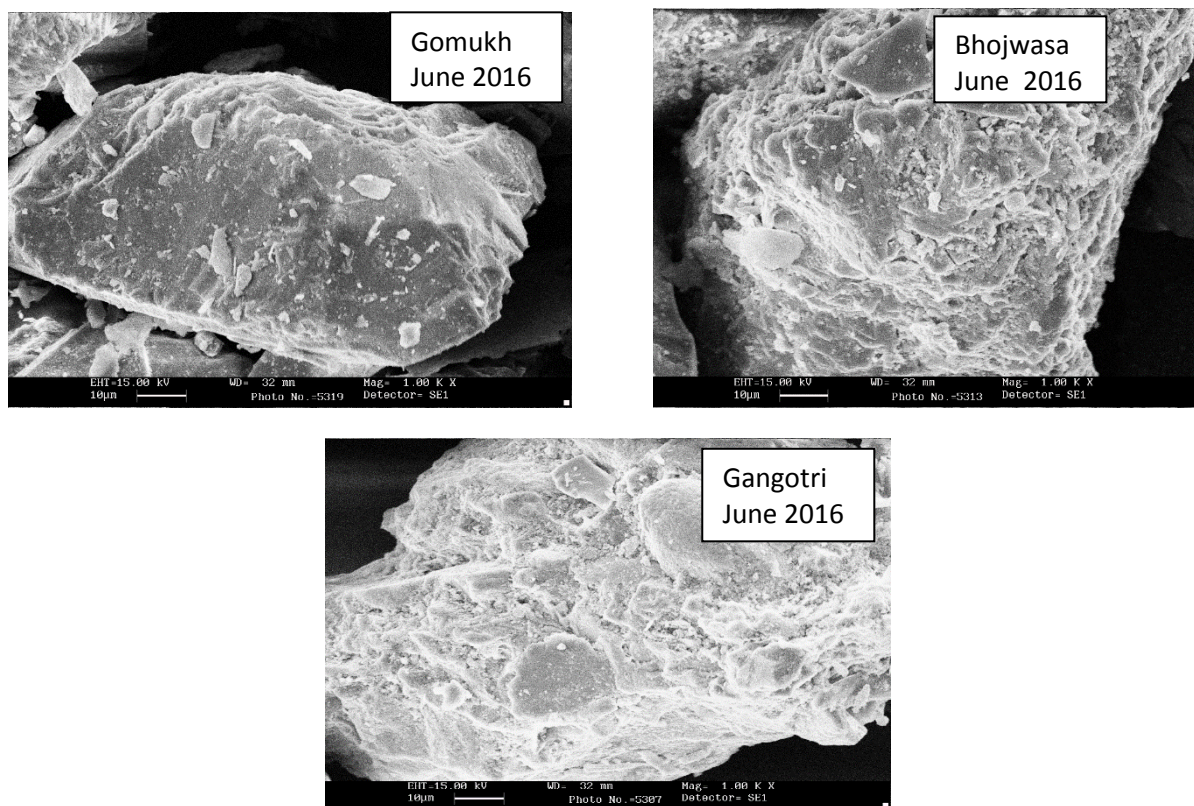 Gomukh
June 2016
EHT=15.00 kV WD= 32 mm Mag= 1.00 K X
10µm Photo No.=5319 Detector= SE1
Bhojwasa
June 2016
EHT=15.00 kV WD= 32 mm Mag= 1.00 K X
10µm Photo No.=5313 Detector= SE1
Gangotri
June 2016
EHT=15.00 kV WD= 32 mm Mag= 1.00 K X
10µm Photo No.=5307 Detector= SE1